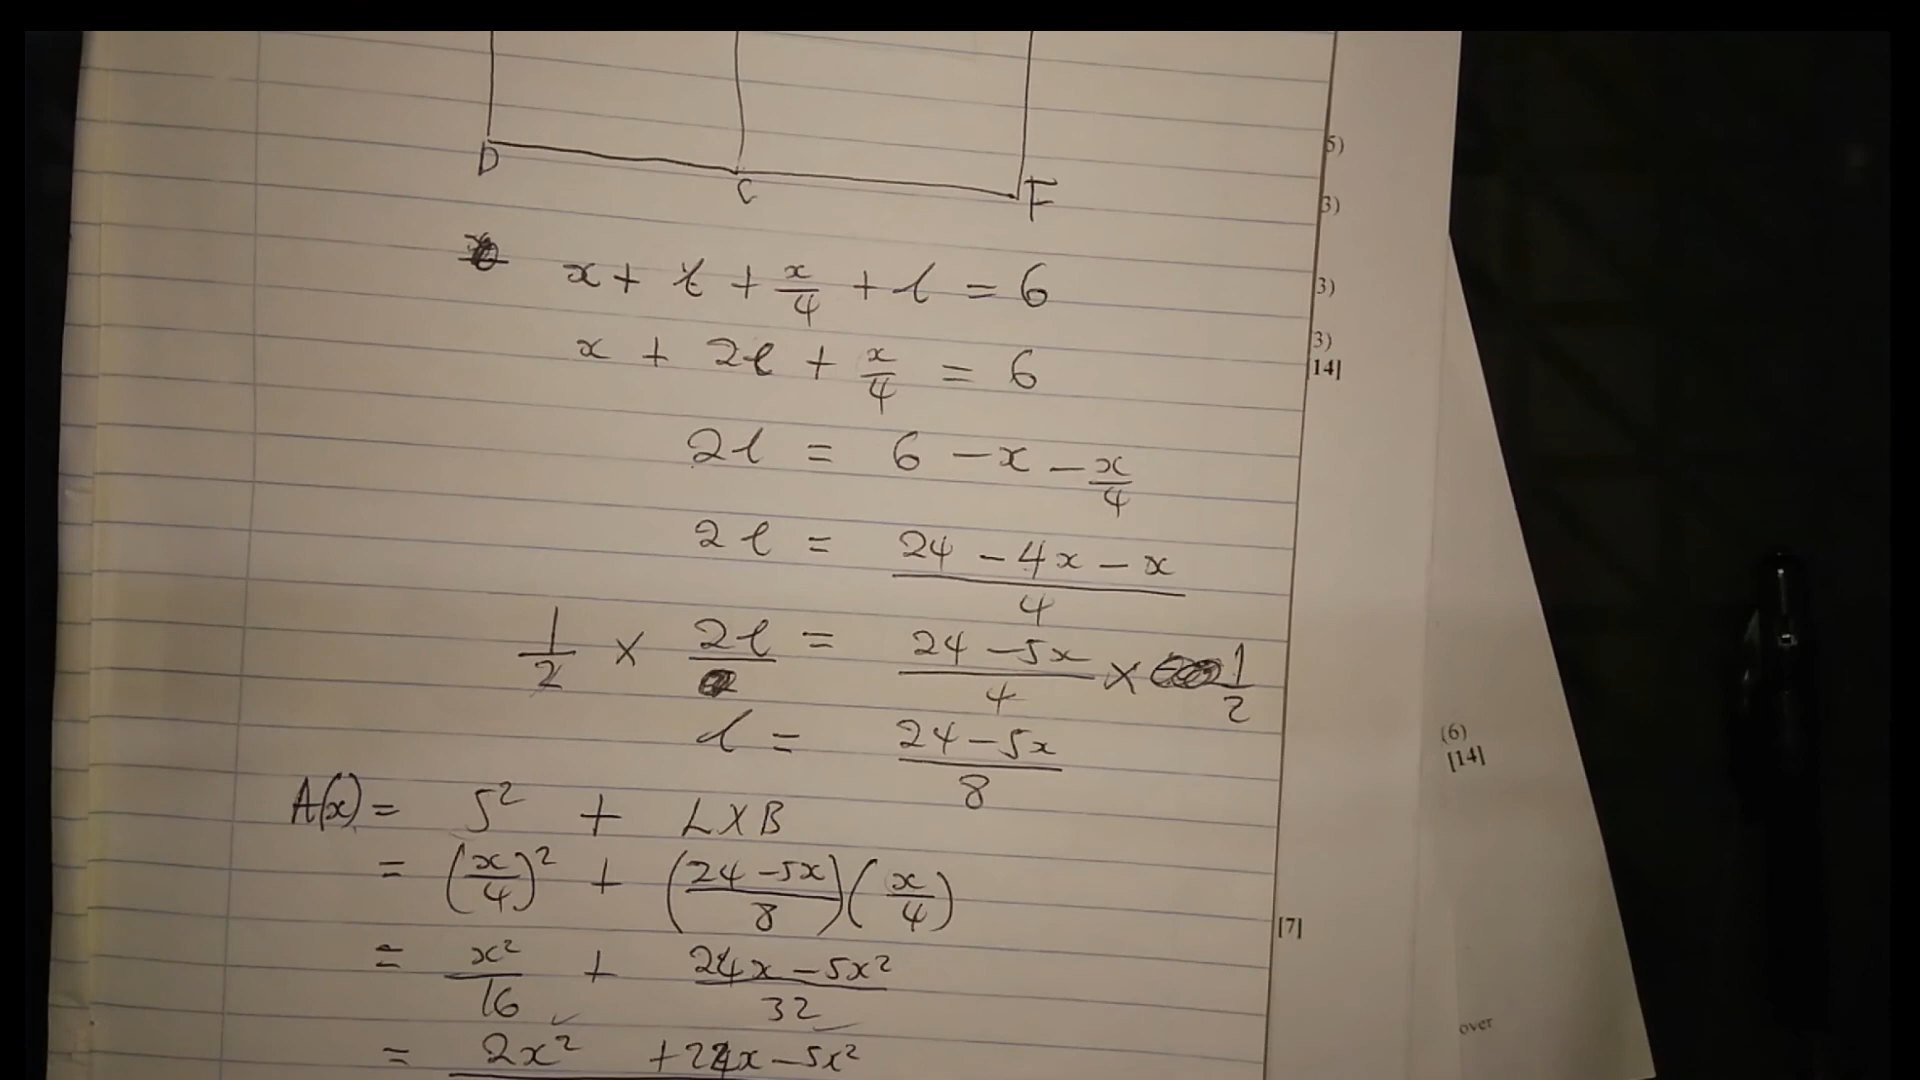 D
C
F
x + l + x/4 + l = 6
x + 2l + x/4 = 6
2l = 6 - x - x/4
2l = (24 - 4x - x)/4
1/2 × 2l = (24 - 5x)/4 × 1/2
l = (24 - 5x)/8
A(x) = S² + L X B
= (x/4)² + ((24 - 5x)/8)(x/4)
= x²/16 + (24x - 5x²)/32
= 2x² + 24x - 5x²
5)
3)
3)
3)
[14]
(6)
[14]
[7]
over